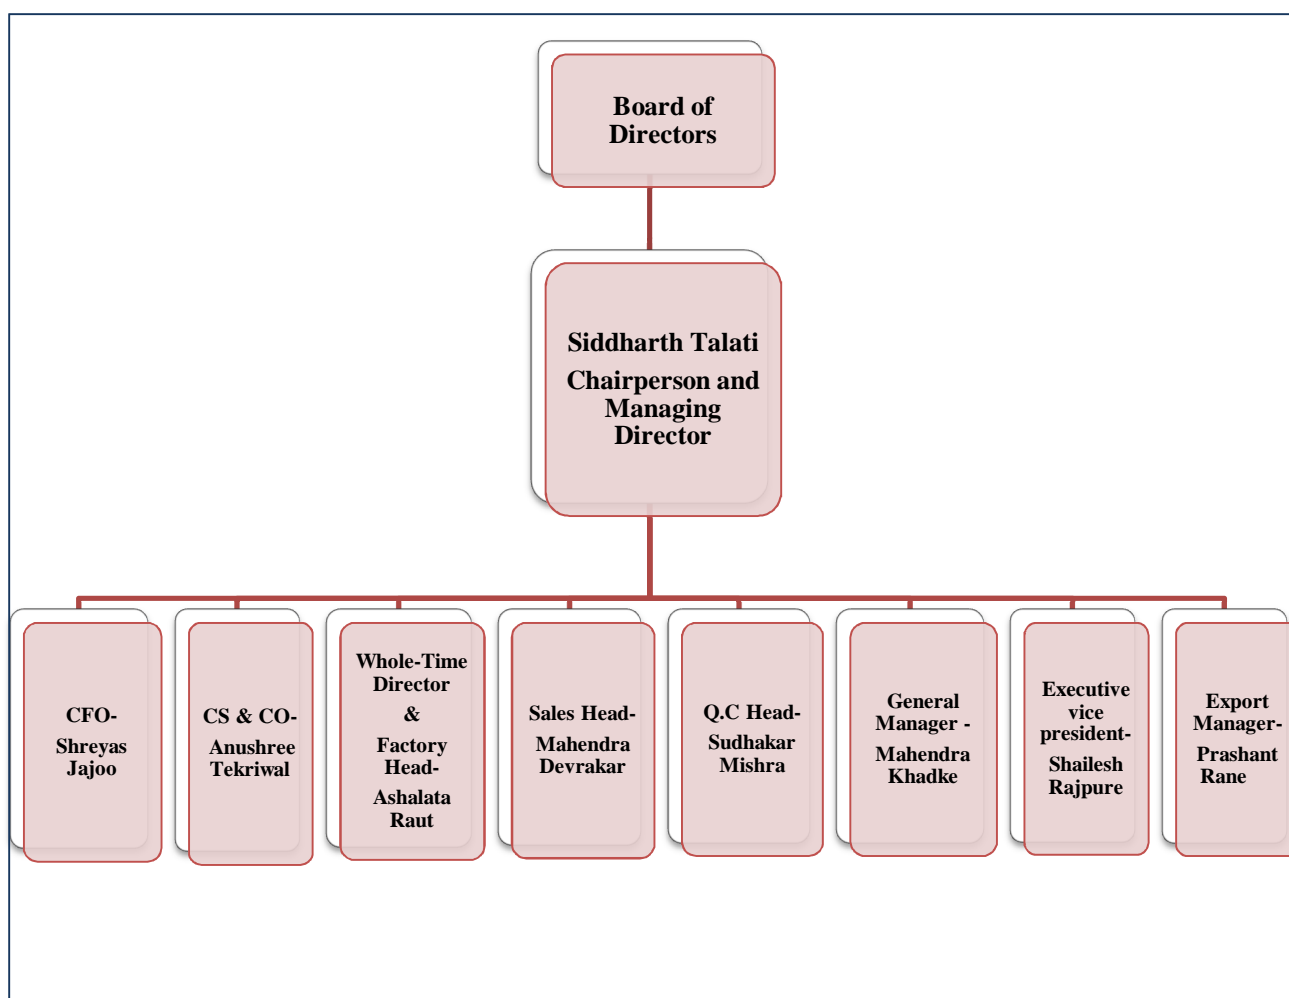 Board of
Directors
Siddharth Talati
Chairperson and
Managing
Director
CFO-
Shreyas
Jajoo
CS & CO-
Anushree
Tekriwal
Whole-Time
Director
&
Factory
Head-
Ashalata
Raut
Sales Head-
Mahendra
Devrakar
Q.C Head-
Sudhakar
Mishra
General
Manager -
Mahendra
Khadke
Executive
vice
president-
Shailesh
Rajpure
Export
Manager-
Prashant
Rane